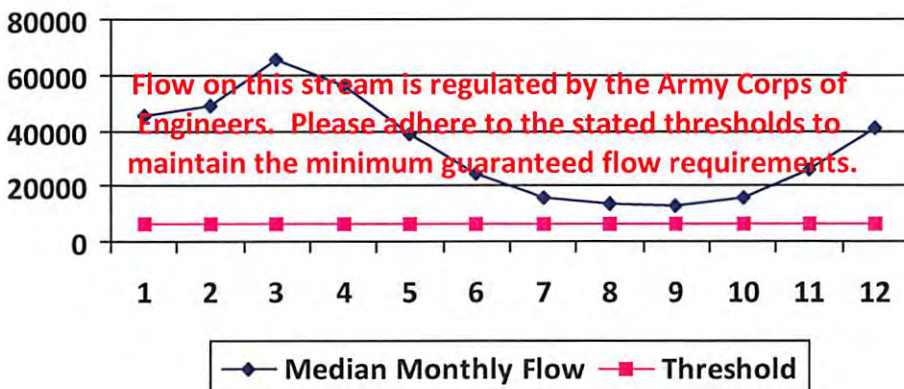 80000
60000
40000
20000
0
Flow on this stream is regulated by the Army Corps of
Engineers. Please adhere to the stated thresholds to
maintain the minimum guaranteed flow requirements.
1 2 3 4 5 6 7 8 9 10 11 12
Median Monthly Flow Threshold